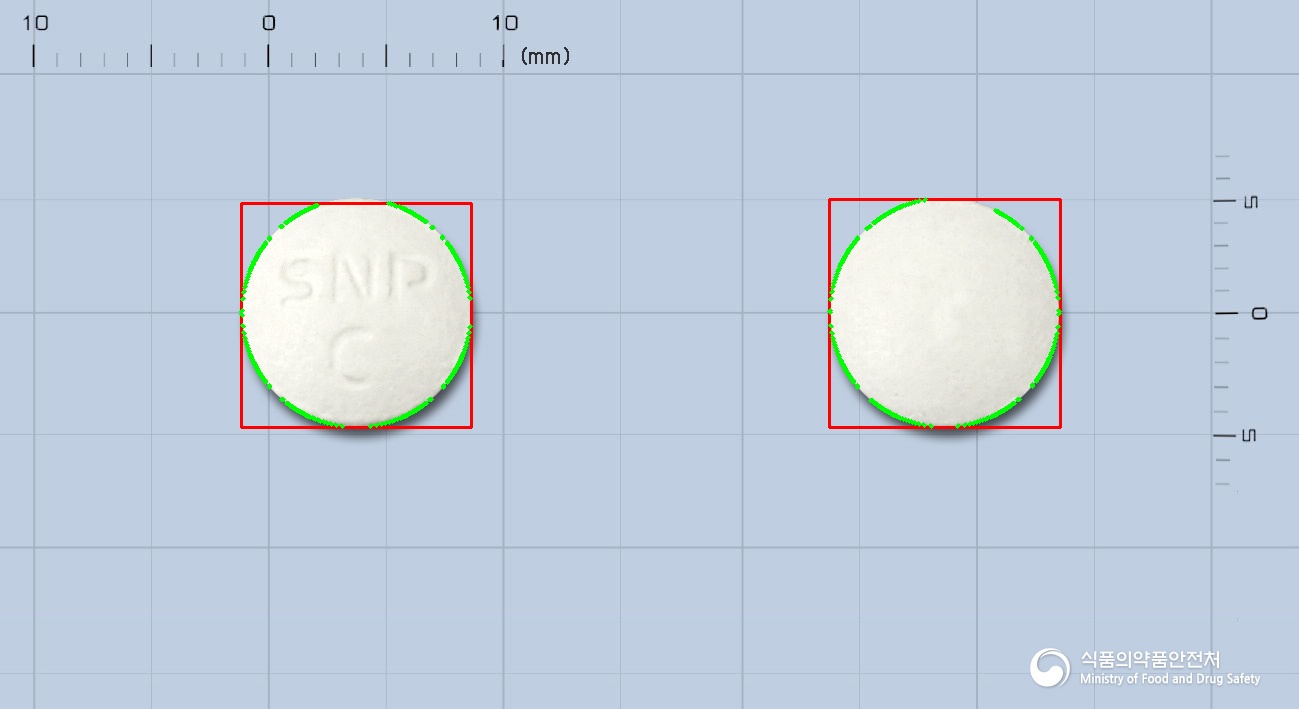 10 0 10
(mm)
SNP
C
5
0
5
식품의약품안전처
Ministry of Food and Drug Safety